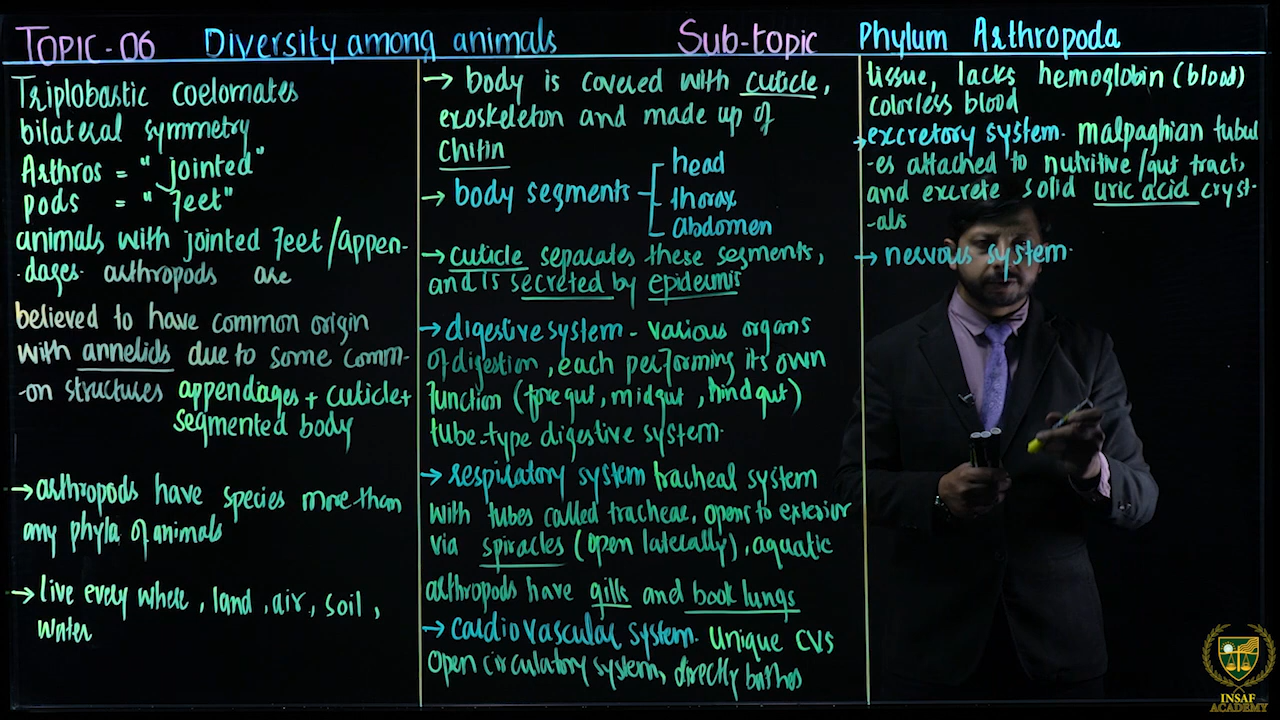 TOPIC-06 Diversity among animals Sub-topic Phylum Arthropoda
Triplobastic coelomates
bilateral symmetry
Arthros = " jointed"
pods = " feet"
animals with jointed feet/appen-
-dages. arthropods are
believed to have common origin
with annelids due to some comm-
-on structures appendages + cuticle+
segmented body
→ arthropods have species more than
any phyla of animals
→ live every where, land, air, soil,
water
→ body is covered with cuticle,
exoskeleton and made up of
Chitin
→ body segments - head
thorax
abdomen
→ cuticle separates these segments,
and is secreted by epidermis
→ digestive system - various organs
of digestion, each performing its own
function (foregut, midgut, hindgut)
tube-type digestive system.
→ respiratory system tracheal system
with tubes called tracheae, opens to exterior
via spiracles (open laterally), aquatic
arthropods have gills and book lungs
→ cardiovascular system. unique CVS
Open circulatory system, directly bathes
tissue, lacks hemoglobin (blood)
colorless blood
→ excretory system. malpaghian tubul
-es attached to nutritive/gut tract,
and excrete solid uric acid cryst-
-als
→ nervous system.
INSAF
ACADEMY